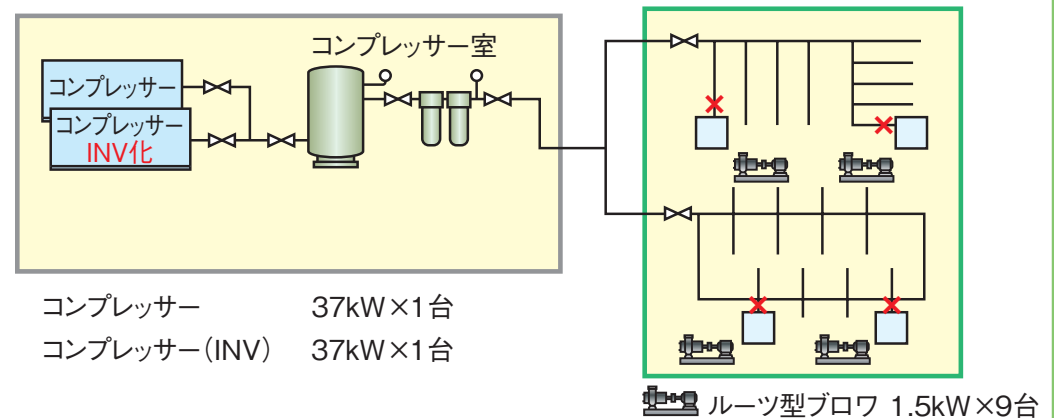 コンプレッサー室
コンプレッサー
コンプレッサー
INV化
コンプレッサー 37kW×1台
コンプレッサー(INV) 37kW×1台
ルーツ型ブロワ 1.5kW×9台